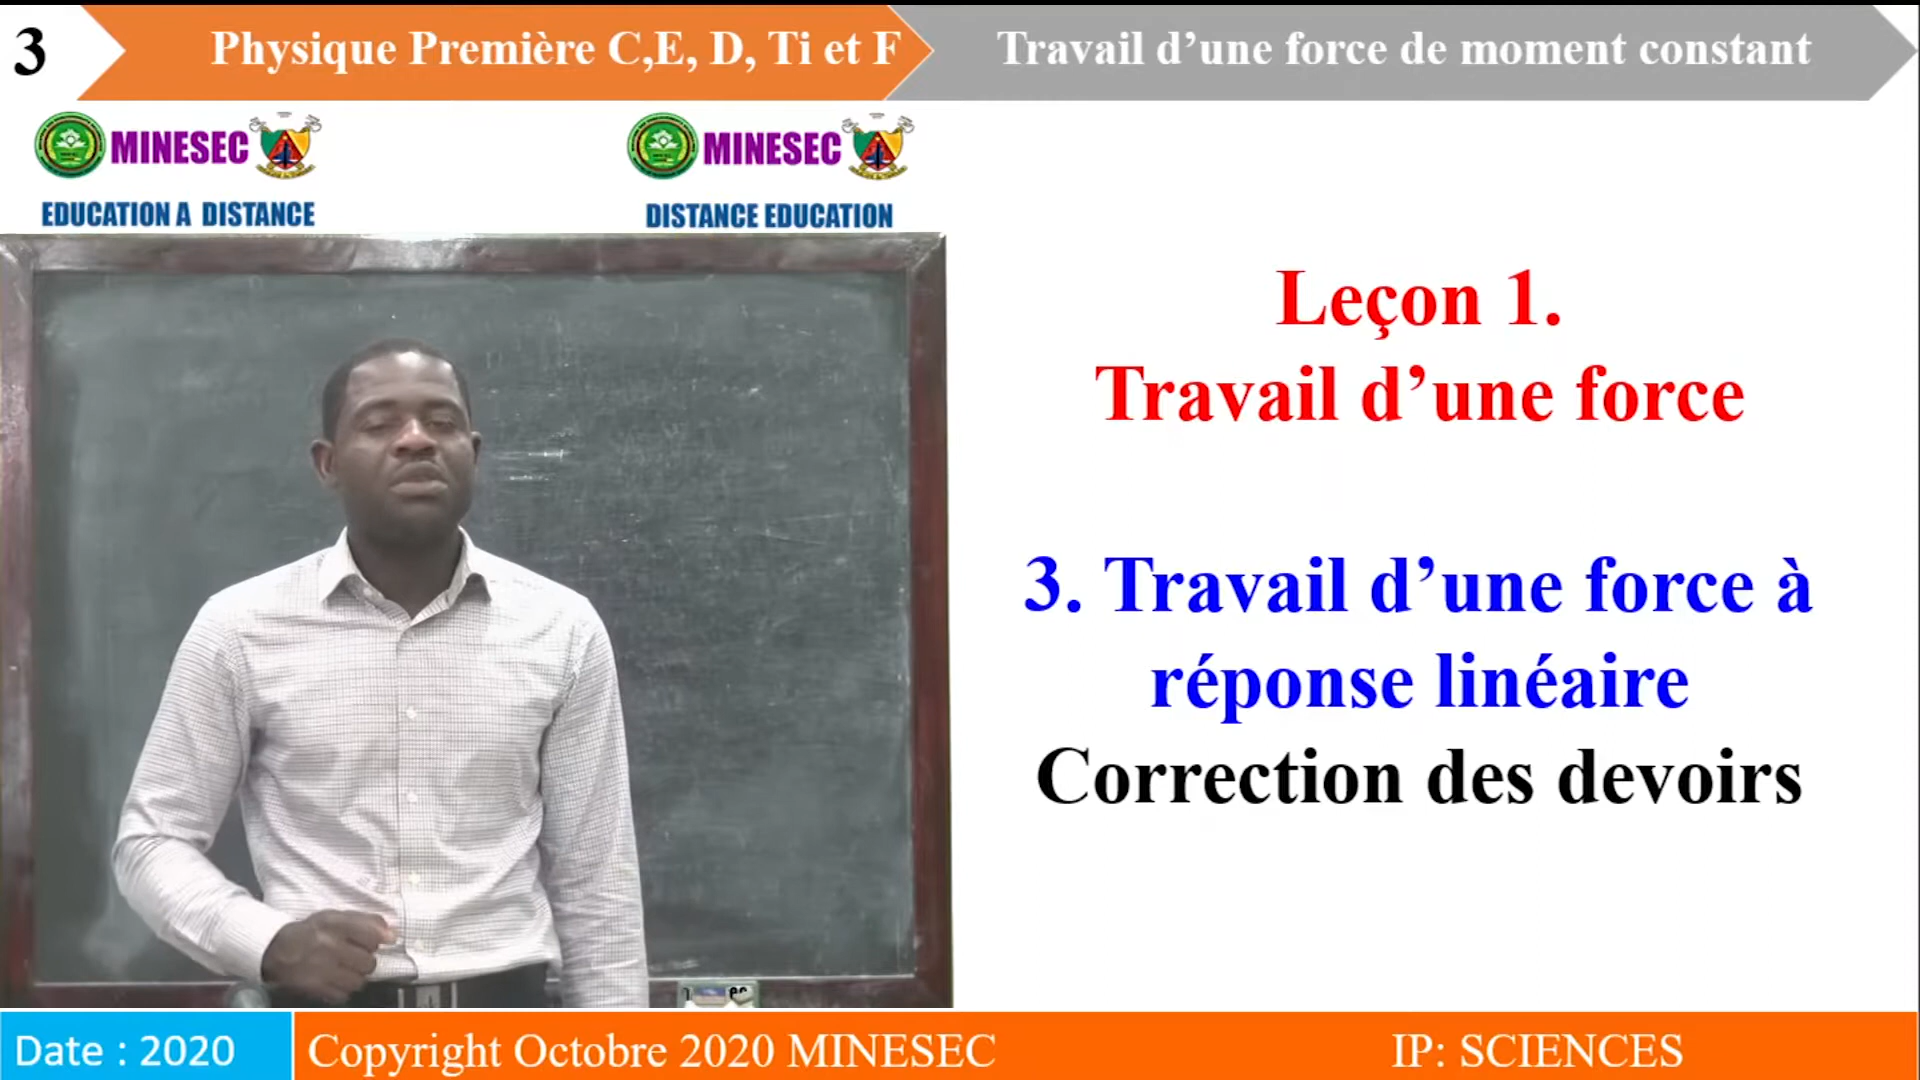 3
Physique Première C,E, D, Ti et F
Travail d’une force de moment constant
MINESEC
EDUCATION A DISTANCE
MINESEC
DISTANCE EDUCATION
Leçon 1.
Travail d’une force
3. Travail d’une force à
réponse linéaire
Correction des devoirs
Date : 2020
Copyright Octobre 2020 MINESEC
IP: SCIENCES